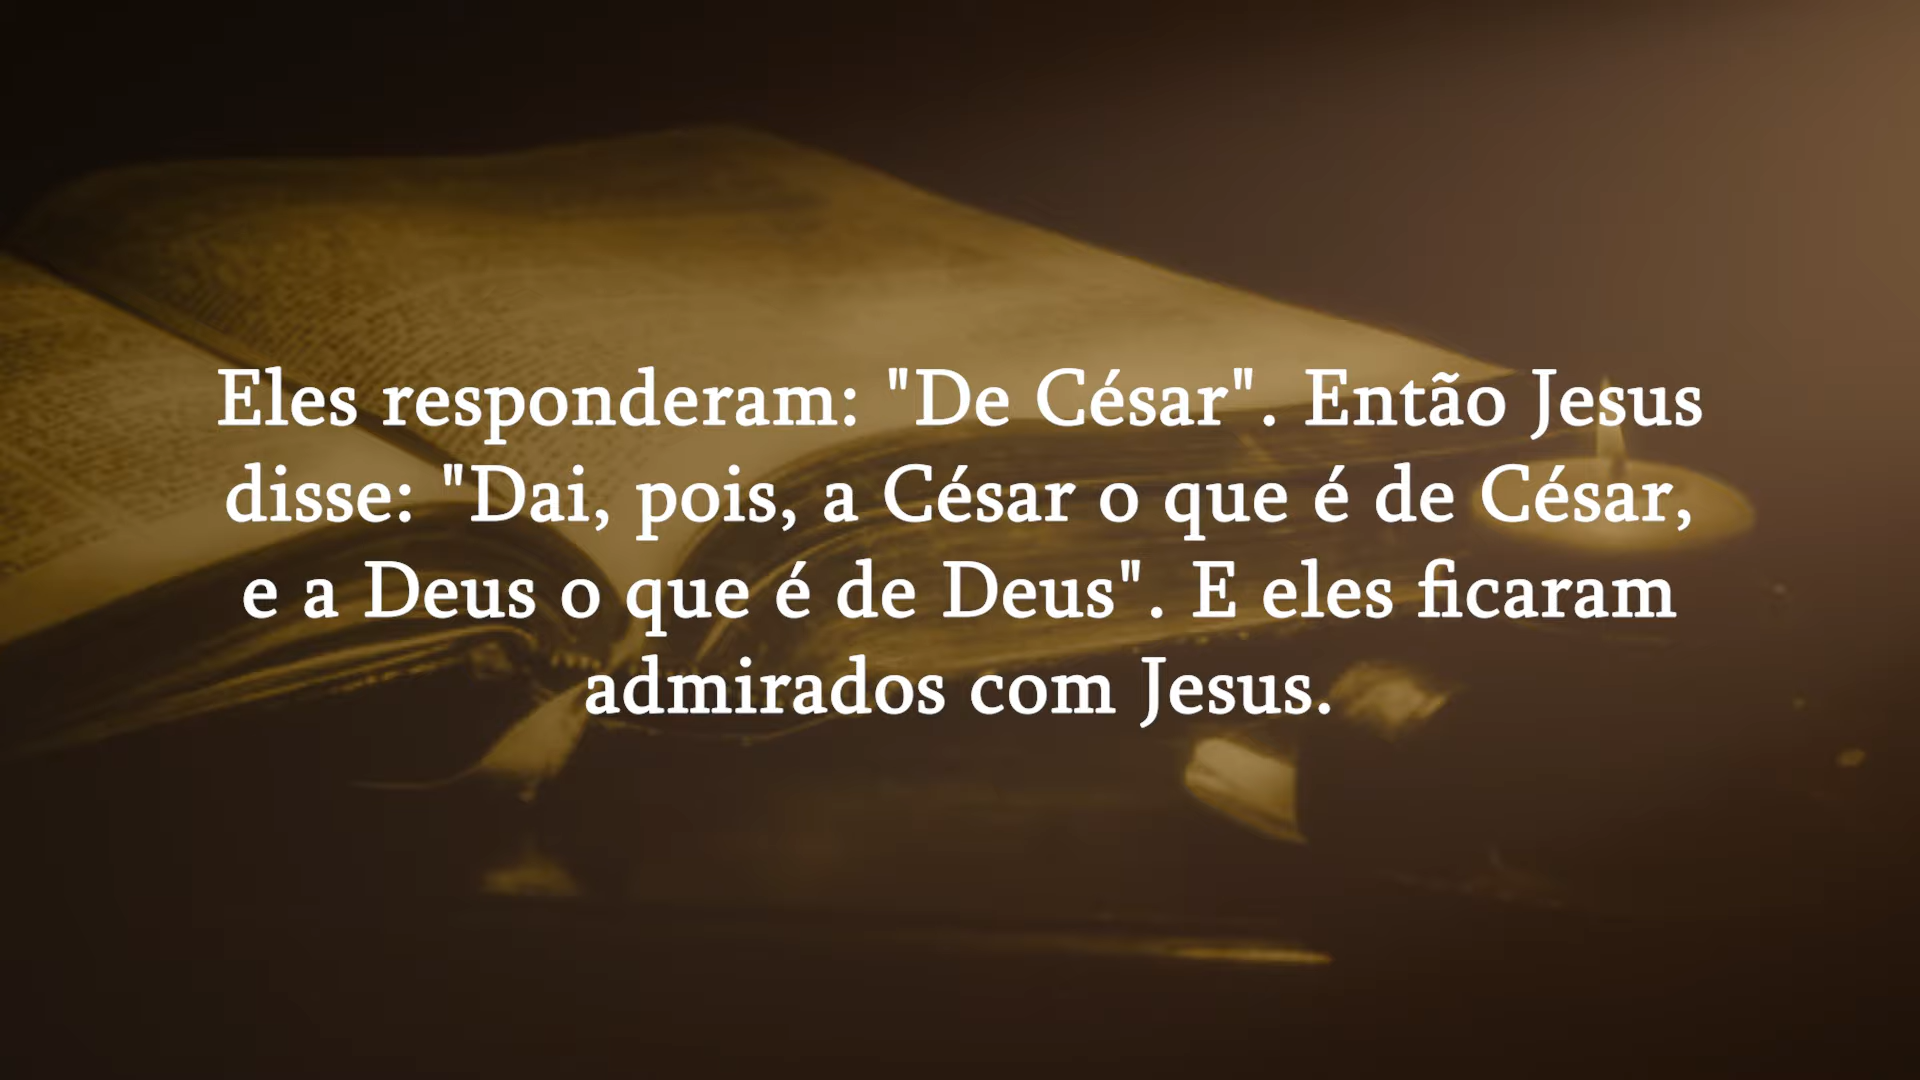 Eles responderam: "De César". Então Jesus
disse: "Dai, pois, a César o que é de César,
e a Deus o que é de Deus". E eles ficaram
admirados com Jesus.